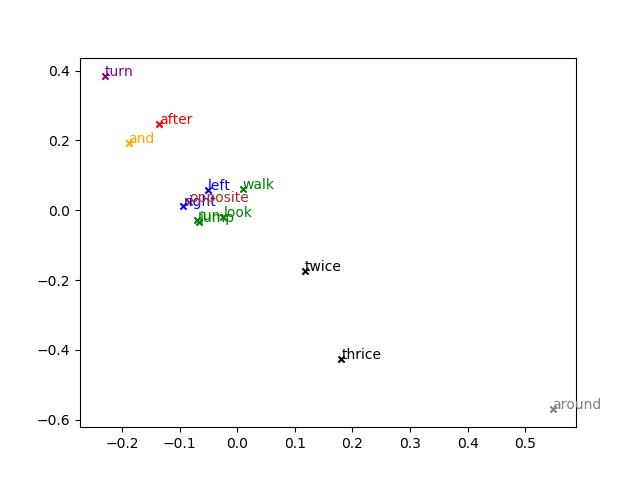 0.4
0.2
0.0
−0.2
−0.4
−0.6
turn
after
and
left
walk
opposite
right
run
look
jump
twice
thrice
around
−0.2 −0.1 0.0 0.1 0.2 0.3 0.4 0.5